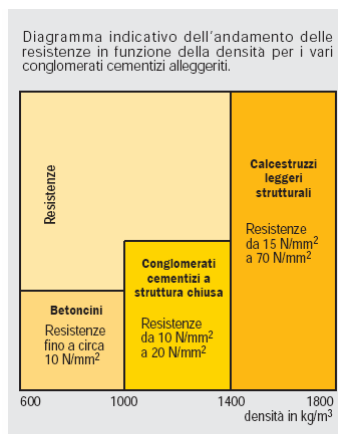 Diagramma indicativo dell'andamento delle
resistenze in funzione della densità per i vari
conglomerati cementizi alleggeriti.
Resistenze
Calcestruzzi
leggeri
strutturali
Resistenze
da 15 N/mm²
a 70 N/mm²
Conglomerati
cementizi a
struttura chiusa
Resistenze
da 10 N/mm²
a 20 N/mm²
Betoncini
Resistenze
fino a circa
10 N/mm²
600 1000 1400 1800
densità in kg/m³